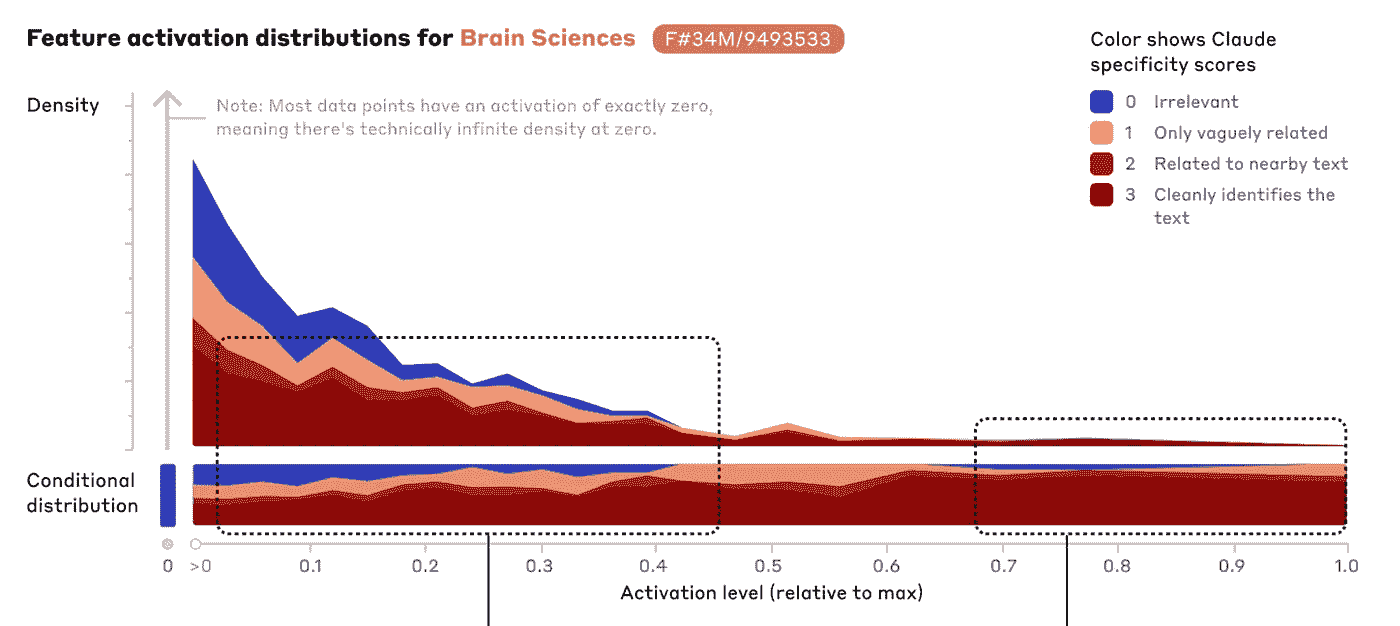 Feature activation distributions for Brain Sciences F#34M/9493533
Color shows Claude
specificity scores
0 Irrelevant
1 Only vaguely related
2 Related to nearby text
3 Cleanly identifies the
text
Density
Note: Most data points have an activation of exactly zero,
meaning there's technically infinite density at zero.
Conditional
distribution
0 >0 0.1 0.2 0.3 0.4 0.5 0.6 0.7 0.8 0.9 1.0
Activation level (relative to max)